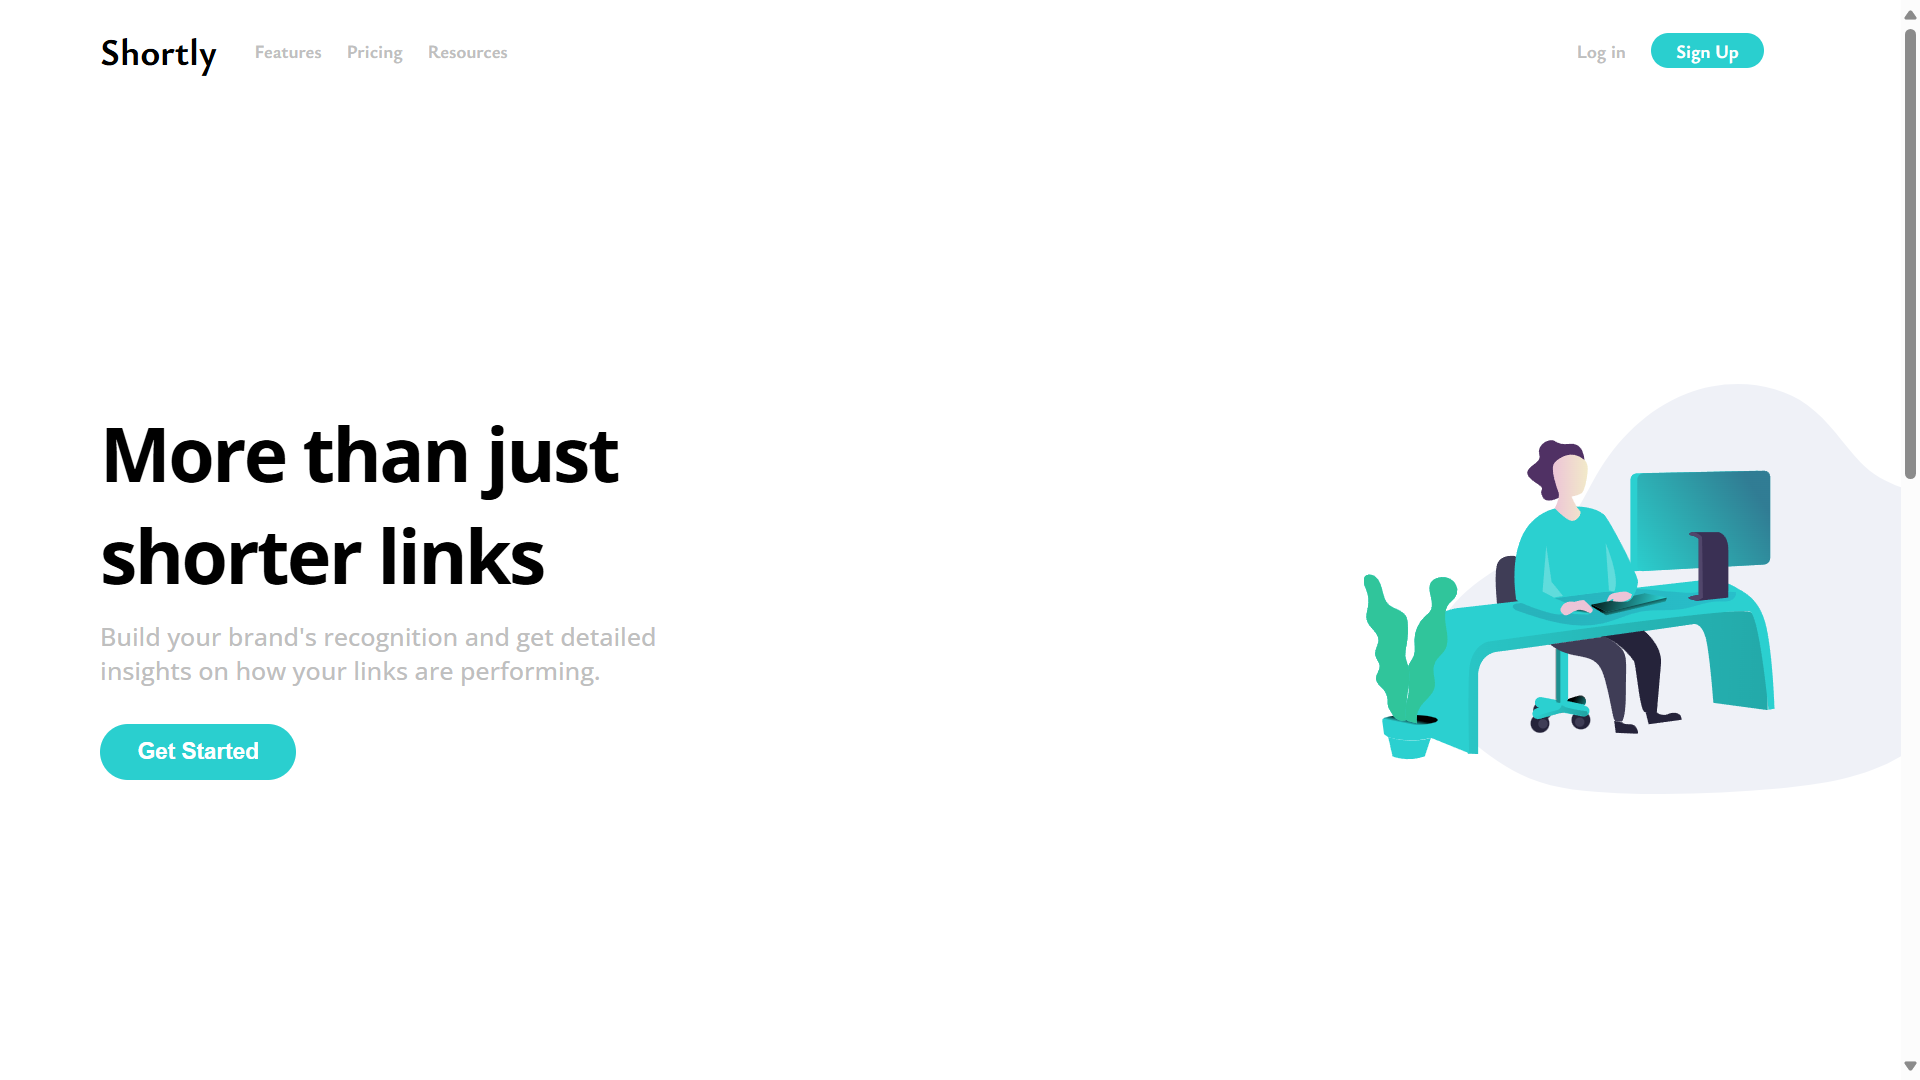 Shortly Features Pricing Resources Log in Sign Up
More than just
shorter links
Build your brand's recognition and get detailed
insights on how your links are performing.
Get Started